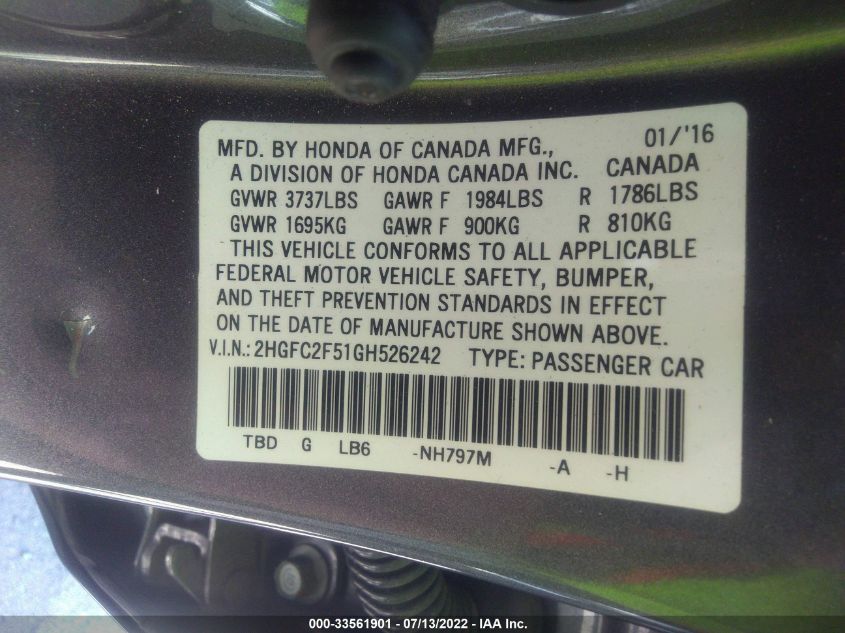 01/'16
MFD. BY HONDA OF CANADA MFG.,
A DIVISION OF HONDA CANADA INC. CANADA
GVWR 3737LBS GAWR F 1984LBS R 1786LBS
GVWR 1695KG GAWR F 900KG R 810KG
THIS VEHICLE CONFORMS TO ALL APPLICABLE
FEDERAL MOTOR VEHICLE SAFETY, BUMPER,
AND THEFT PREVENTION STANDARDS IN EFFECT
ON THE DATE OF MANUFACTURE SHOWN ABOVE.
V.I.N.: 2HGFC2F51GH526242 TYPE: PASSENGER CAR
TBD G LB6 -NH797M -A -H
000-33561901 - 07/13/2022 - IAA Inc.